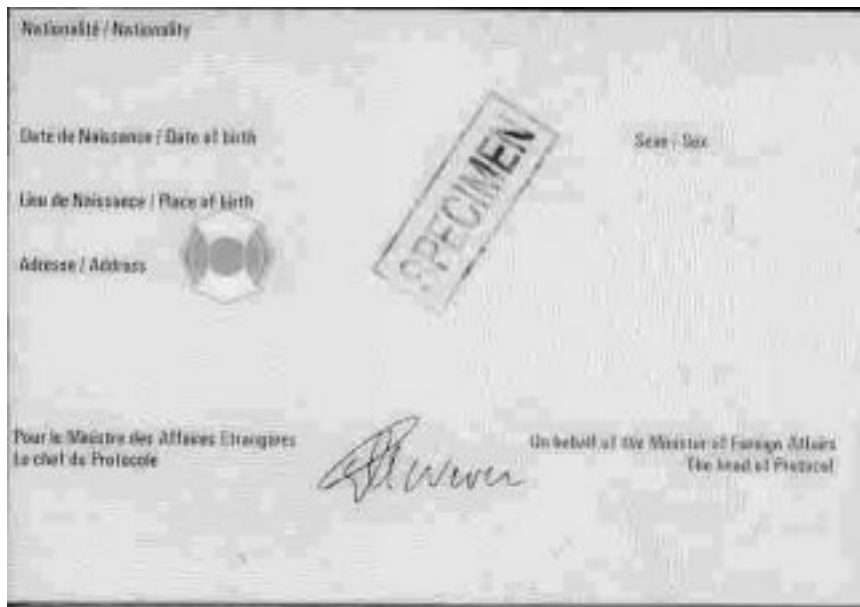 Nationalité / Nationality
Date de Naissance / Date of birth
Sexe / Sex
SPECIMEN
Lieu de Naissance / Place of birth
Adresse / Address
Pour le Ministre des Affaires Etrangères
Le chef du Protocole
On behalf of the Minister of Foreign Affairs
The head of Protocol